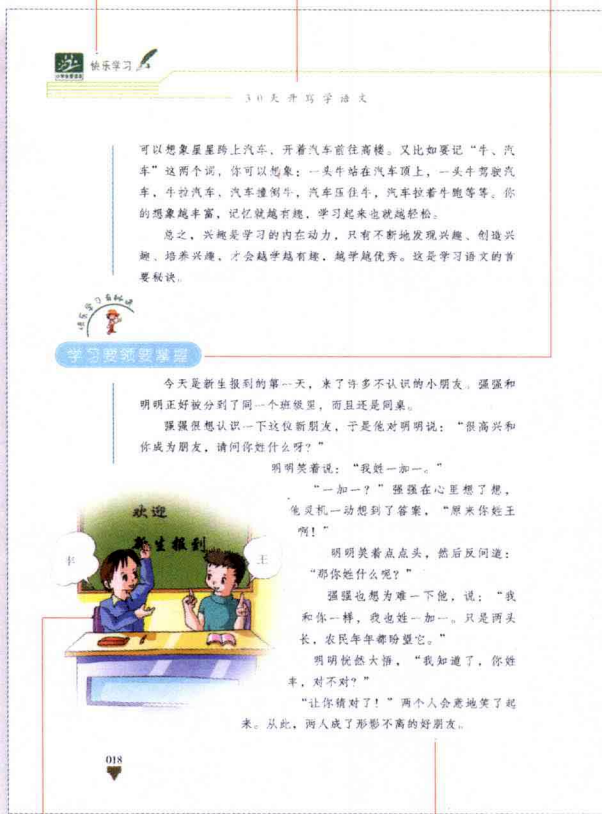 快乐学习
30天开窍学语文
可以想象星星跨上汽车、开着汽车前往高楼。又比如要记“牛、汽
车”这两个词，你可以想象：一头牛站在汽车顶上，一头牛驾驶汽
车，牛拉汽车、汽车撞倒牛，汽车压住牛，汽车拉着牛跑等等。你
的想象越丰富，记忆就越有趣，学习起来也就越轻松。
总之，兴趣是学习的内在动力，只有不断地发现兴趣、创造兴
趣、培养兴趣，才会越学越有趣，越学越优秀。这是学习语文的首
要秘诀。
快乐学习有秘诀
学习要领要掌握
今天是新生报到的第一天，来了许多不认识的小朋友。强强和
明明正好被分到了同一个班级里，而且还是同桌。
强强很想认识一下这位新朋友，于是他对明明说：“很高兴和
你成为朋友，请问你姓什么呀？”
明明笑着说：“我姓一加一。”
“一加一？”强强在心里想了想，
他灵机一动想到了答案，“原来你姓王
啊！”
明明笑着点点头，然后反问道：
“那你姓什么呢？”
强强也想为难一下他，说：“我
和你一样，我也姓一加一。只是两头
长，农民年年都盼望它。”
明明恍然大悟，“我知道了，你姓
丰，对不对？”
“让你猜对了！”两个人会意地笑了起
来。从此，两人成了形影不离的好朋友。
欢迎
新生报到
丰
王
018